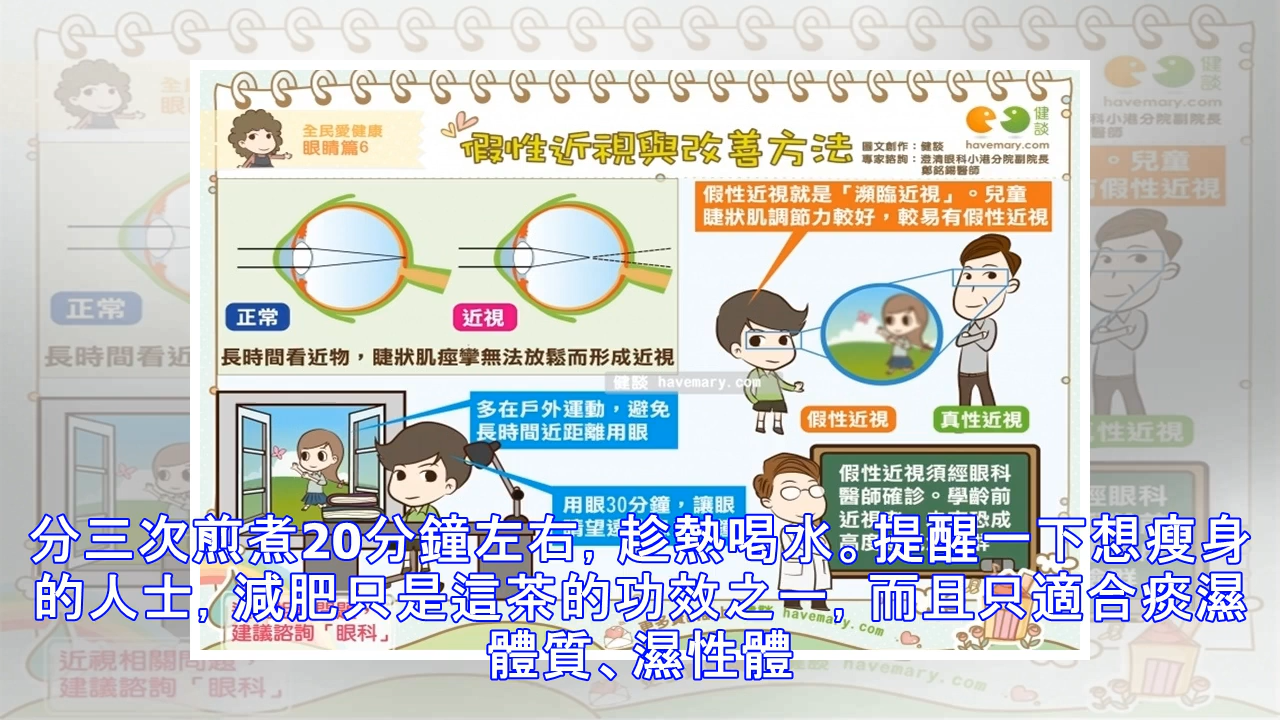 全民愛健康
眼睛篇6
假性近視與改善方法
健談
havemary.com
圖文創作：健談
專家諮詢：澄清眼科小港分院副院長
鄭銘錫醫師
正常
近視
長時間看近物，睫狀肌痙攣無法放鬆而形成近視
假性近視就是「瀕臨近視」。兒童
睫狀肌調節力較好，較易有假性近視
健談 havemary.com
假性近視
真性近視
多在戶外運動，避免
長時間近距離用眼
用眼30分鐘，讓眼
假性近視須經眼科
醫師確診。學齡前
近視
高度
建議諮詢「眼科」
havemary.com
分三次煎煮20分鐘左右，趁熱喝水。提醒一下想瘦身
的人士，減肥只是這茶的功效之一，而且只適合痰濕
體質、濕性體